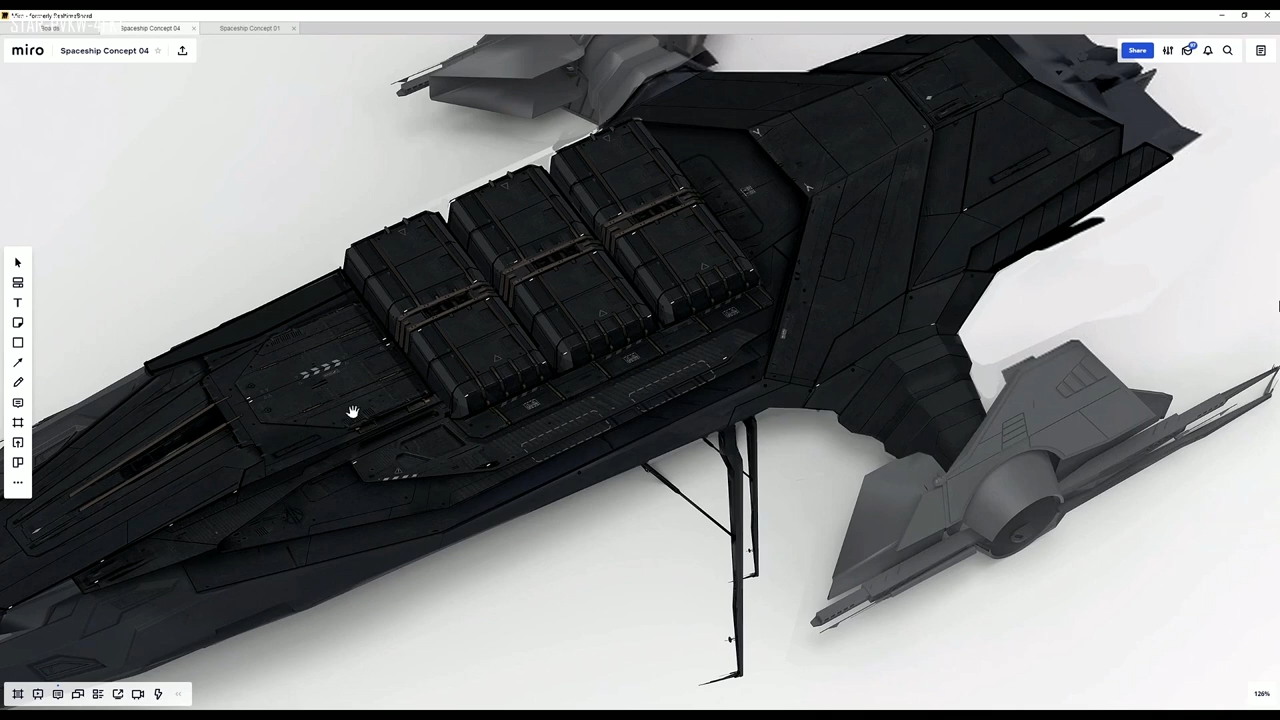 Miro - formerly RealtimeBoard
Spaceship Concept 04
Spaceship Concept 01
miro
Spaceship Concept 04
Share
126%